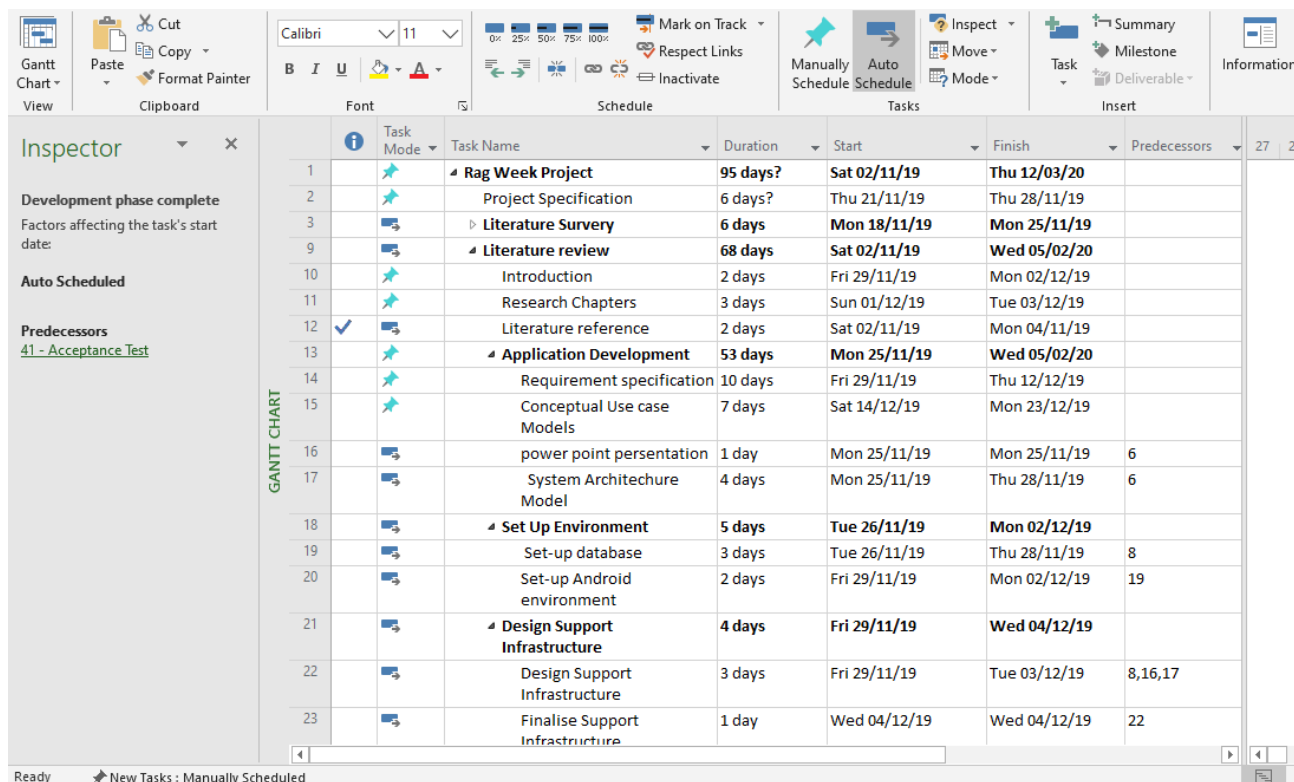 Cut
Copy
Format Painter
Paste
Gantt
Chart
View
Clipboard
Calibri
11
B I U A
Font
0% 25% 50% 75% 100%
Mark on Track
Respect Links
Inactivate
Schedule
Manually
Schedule
Auto
Schedule
Inspect
Move
Mode
Tasks
Task
Summary
Milestone
Deliverable
Insert
Information
Inspector
Development phase complete
Factors affecting the task's start
date:
Auto Scheduled
Predecessors
41 - Acceptance Test
GANTT CHART
Task
Mode Task Name Duration Start Finish Predecessors 27
1 Rag Week Project 95 days? Sat 02/11/19 Thu 12/03/20
2 Project Specification 6 days? Thu 21/11/19 Thu 28/11/19
3 Literature Survery 6 days Mon 18/11/19 Mon 25/11/19
9 Literature review 68 days Sat 02/11/19 Wed 05/02/20
10 Introduction 2 days Fri 29/11/19 Mon 02/12/19
11 Research Chapters 3 days Sun 01/12/19 Tue 03/12/19
12 Literature reference 2 days Sat 02/11/19 Mon 04/11/19
13 Application Development 53 days Mon 25/11/19 Wed 05/02/20
14 Requirement specification 10 days Fri 29/11/19 Thu 12/12/19
15 Conceptual Use case 7 days Sat 14/12/19 Mon 23/12/19
Models
16 power point persentation 1 day Mon 25/11/19 Mon 25/11/19 6
17 System Architechure 4 days Mon 25/11/19 Thu 28/11/19 6
Model
18 Set Up Environment 5 days Tue 26/11/19 Mon 02/12/19
19 Set-up database 3 days Tue 26/11/19 Thu 28/11/19 8
20 Set-up Android 2 days Fri 29/11/19 Mon 02/12/19 19
environment
21 Design Support 4 days Fri 29/11/19 Wed 04/12/19
Infrastructure
22 Design Support 3 days Fri 29/11/19 Tue 03/12/19 8,16,17
Infrastructure
23 Finalise Support 1 day Wed 04/12/19 Wed 04/12/19 22
Infrastructure
Ready New Tasks : Manually Scheduled